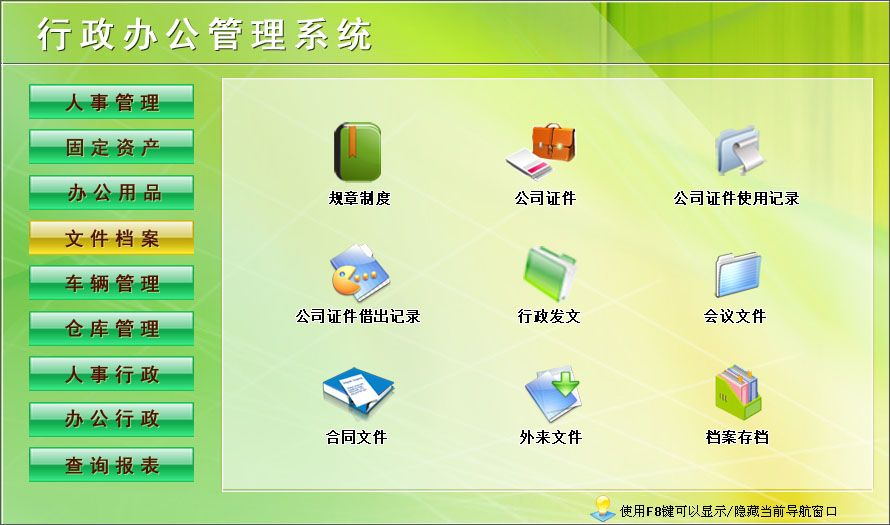 行政办公管理系统
人事管理
固定资产
办公用品
文件档案
车辆管理
仓库管理
人事行政
办公行政
查询报表
规章制度
公司证件
公司证件使用记录
公司证件借出记录
行政发文
会议文件
合同文件
外来文件
档案存档
使用F8键可以显示/隐藏当前导航窗口